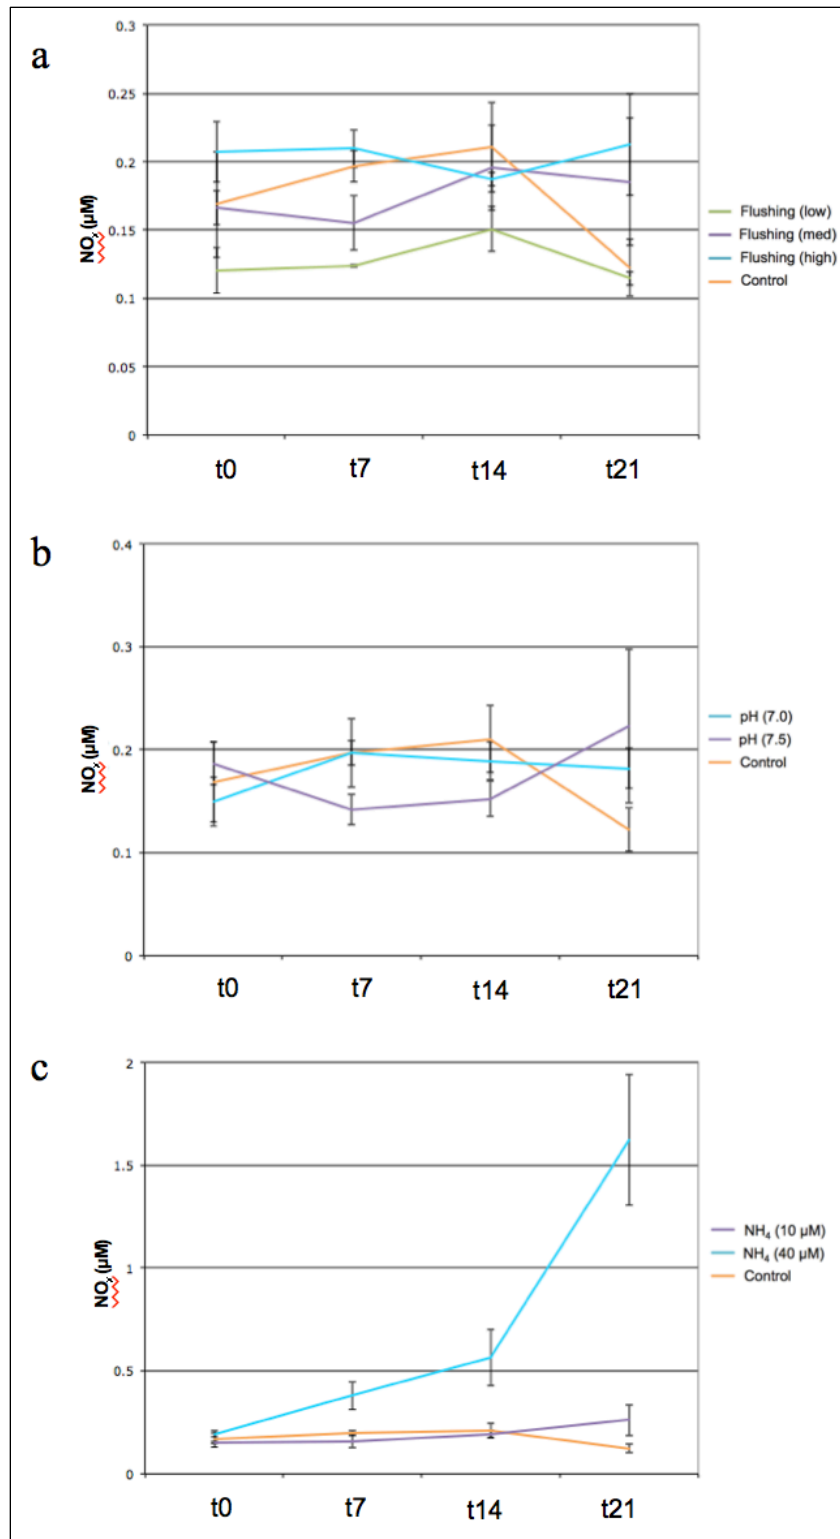 a
0.3
0.25
0.2
0.15
0.1
0.05
0
NOx (µM)
t0 t7 t14 t21
Flushing (low)
Flushing (med)
Flushing (high)
Control
b
0.4
0.3
0.2
0.1
0
NOx (µM)
t0 t7 t14 t21
pH (7.0)
pH (7.5)
Control
c
2
1.5
1
0.5
0
NOx (µM)
t0 t7 t14 t21
NH₄ (10 µM)
NH₄ (40 µM)
Control